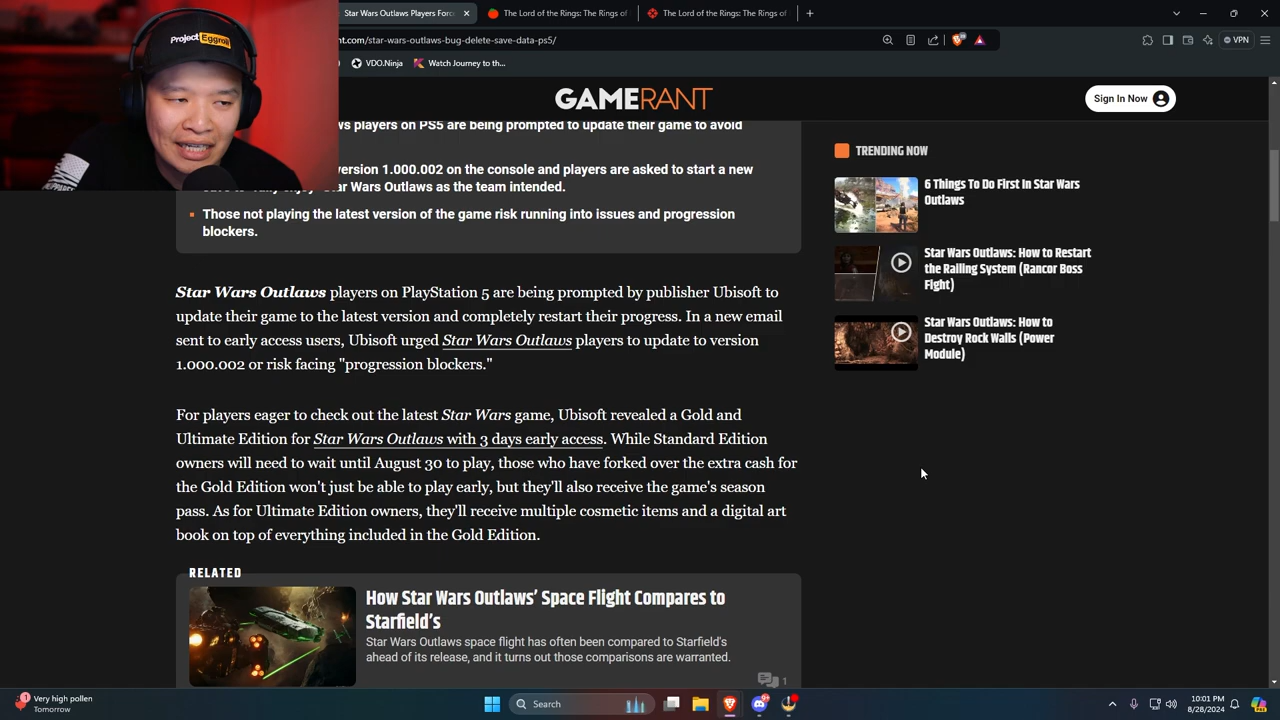 Star Wars Outlaws Players Forc
The Lord of the Rings: The Rings of
The Lord of the Rings: The Rings of
nt.com/star-wars-outlaws-bug-delete-save-data-ps5/
VPN
VDO.Ninja
Watch Journey to th...
Project Eggroll
GAMERANT
Sign In Now
ws players on PS5 are being prompted to update their game to avoid
version 1.000.002 on the console and players are asked to start a new
Star Wars Outlaws as the team intended.
Those not playing the latest version of the game risk running into issues and progression
blockers.
Star Wars Outlaws players on PlayStation 5 are being prompted by publisher Ubisoft to
update their game to the latest version and completely restart their progress. In a new email
sent to early access users, Ubisoft urged Star Wars Outlaws players to update to version
1.000.002 or risk facing "progression blockers."
For players eager to check out the latest Star Wars game, Ubisoft revealed a Gold and
Ultimate Edition for Star Wars Outlaws with 3 days early access. While Standard Edition
owners will need to wait until August 30 to play, those who have forked over the extra cash for
the Gold Edition won't just be able to play early, but they'll also receive the game's season
pass. As for Ultimate Edition owners, they'll receive multiple cosmetic items and a digital art
book on top of everything included in the Gold Edition.
RELATED
How Star Wars Outlaws' Space Flight Compares to
Starfield's
Star Wars Outlaws space flight has often been compared to Starfield's
ahead of its release, and it turns out those comparisons are warranted.
1
TRENDING NOW
6 Things To Do First In Star Wars
Outlaws
Star Wars Outlaws: How to Restart
the Railing System (Rancor Boss
Fight)
Star Wars Outlaws: How to
Destroy Rock Walls (Power
Module)
1
Very high pollen
Tomorrow
Search
10:01 PM
8/28/2024